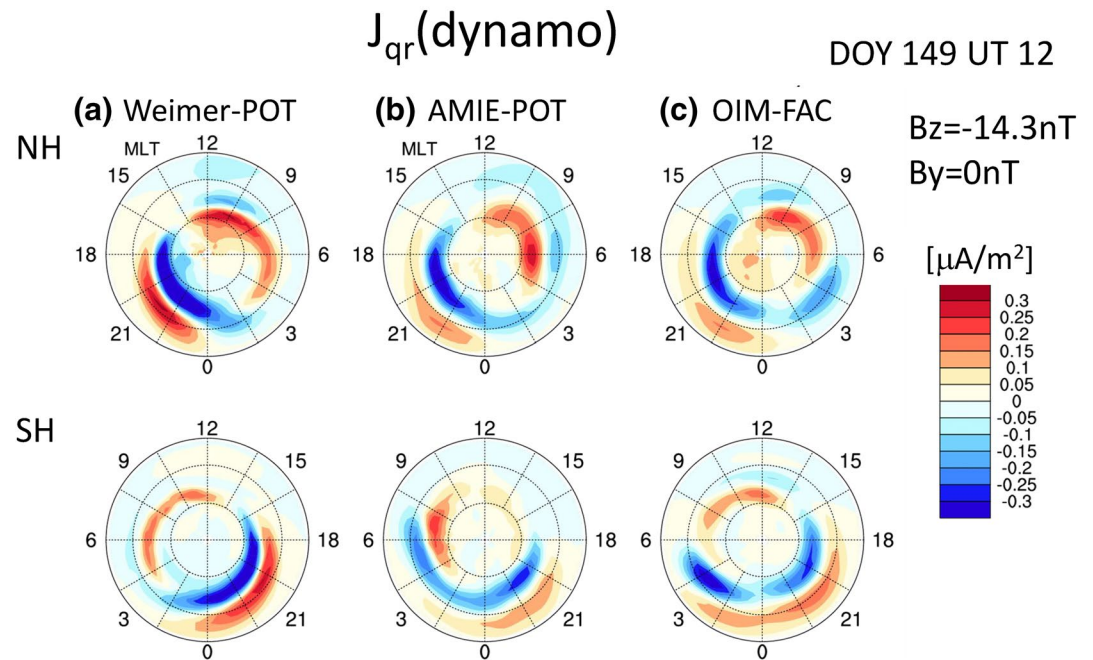 J_qr(dynamo)
DOY 149 UT 12
(a) Weimer-POT (b) AMIE-POT (c) OIM-FAC
Bz=-14.3nT
By=0nT
NH
MLT 12 MLT 12 12
15 9 15 9 15 9
18 6 18 6 18 6
21 3 21 3 21 3
0 0 0
[μA/m²]
0.3
0.25
0.2
0.15
0.1
0.05
0
-0.05
-0.1
-0.15
-0.2
-0.25
-0.3
SH
12 12 12
9 15 9 15 9 15
6 18 6 18 6 18
3 21 3 21 3 21
0 0 0